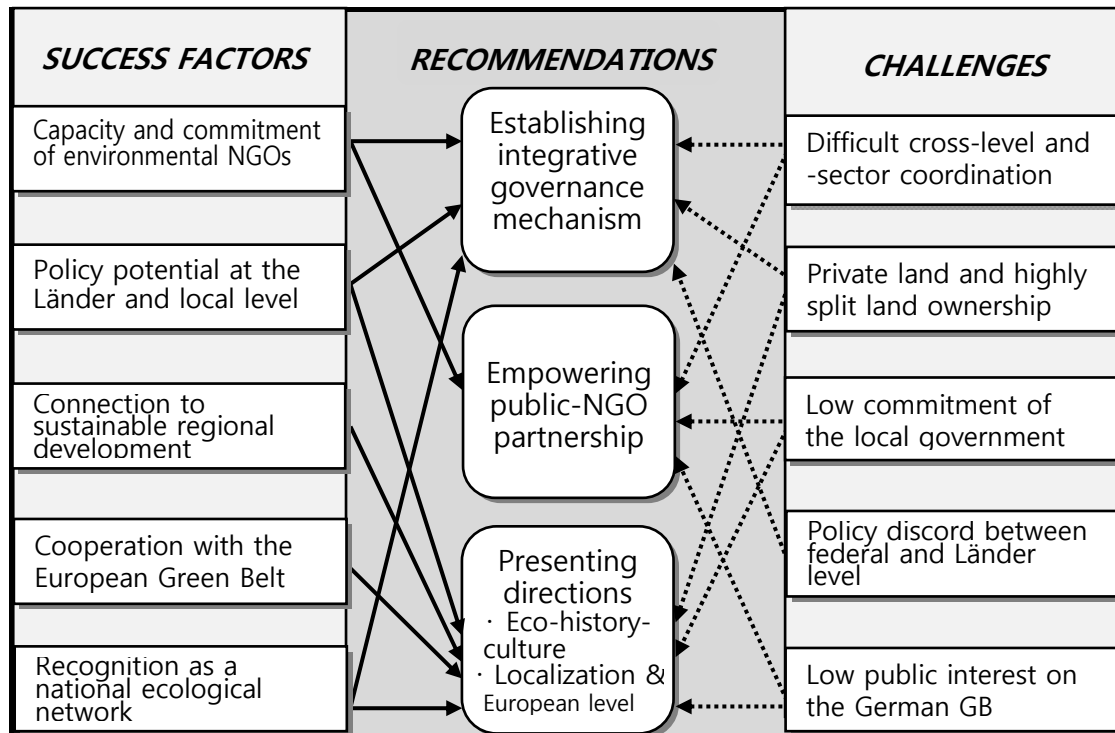 SUCCESS FACTORS
Capacity and commitment
of environmental NGOs
Policy potential at the
Länder and local level
Connection to
sustainable regional
development
Cooperation with the
European Green Belt
Recognition as a
national ecological
network
RECOMMENDATIONS
Establishing
integrative
governance
mechanism
Empowering
public-NGO
partnership
Presenting
directions
· Eco-history-
culture
· Localization &
European level
CHALLENGES
Difficult cross-level and
-sector coordination
Private land and highly
split land ownership
Low commitment of
the local government
Policy discord between
federal and Länder
level
Low public interest on
the German GB